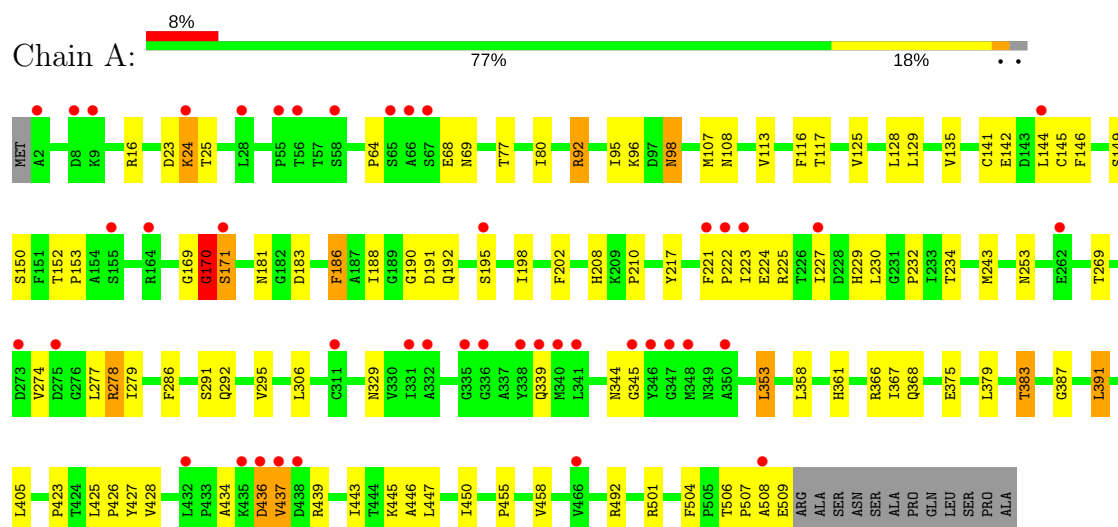 8%
Chain A:
77% 18% • •
MET A2 D8 K9 R16 D23 K24 T25 L28 P55 T56 T57 S58 P64 S65 A66 S67 E68 N69 T77 I80 R92 I95 K96 D97 N98 M107 N108 V113 F116 T117 V125 L128 L129 V135 C141 E142 D143 L144 C145 F146 S149
S150 F151 T152 P153 A154 S155 R164 G169 G170 S171 N181 G182 D183 F186 A187 I188 G189 G190 D191 Q192 S195 I198 F202 H208 K209 P210 Y217 F221 P222 I223 E224 R225 T226 I227 D228 H229 L230 G231 P232 I233 T234 M243 N253 E262 T269
D273 V274 D275 G276 L277 R278 I279 F286 S291 Q292 V295 L306 C311 N329 V330 I331 A332 G335 G336 A337 Y338 Q339 M340 L341 N344 G345 Y346 G347 M348 N349 A350 L353 L358 H361 R366 I367 Q368 E375 L379 T383 G387 L391
L405 P423 T424 L425 P426 Y427 V428 L432 P433 A434 K435 D436 V437 D438 R439 I443 T444 K445 A446 L447 I450 P455 V458 V466 R492 R501 F504 P505 T506 P507 A508 E509 ARG ALA SER ASN SER ALA PRO GLN LEU SER PRO ALA